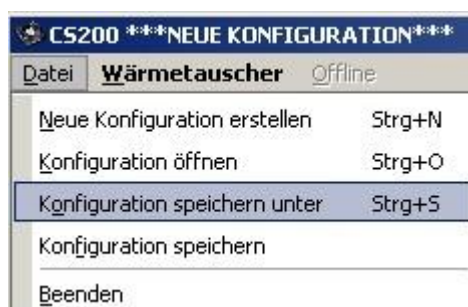 CS200 ***NEUE KONFIGURATION***
Datei Wärmetauscher Offline
Neue Konfiguration erstellen Strg+N
Konfiguration öffnen Strg+O
Konfiguration speichern unter Strg+S
Konfiguration speichern
Beenden